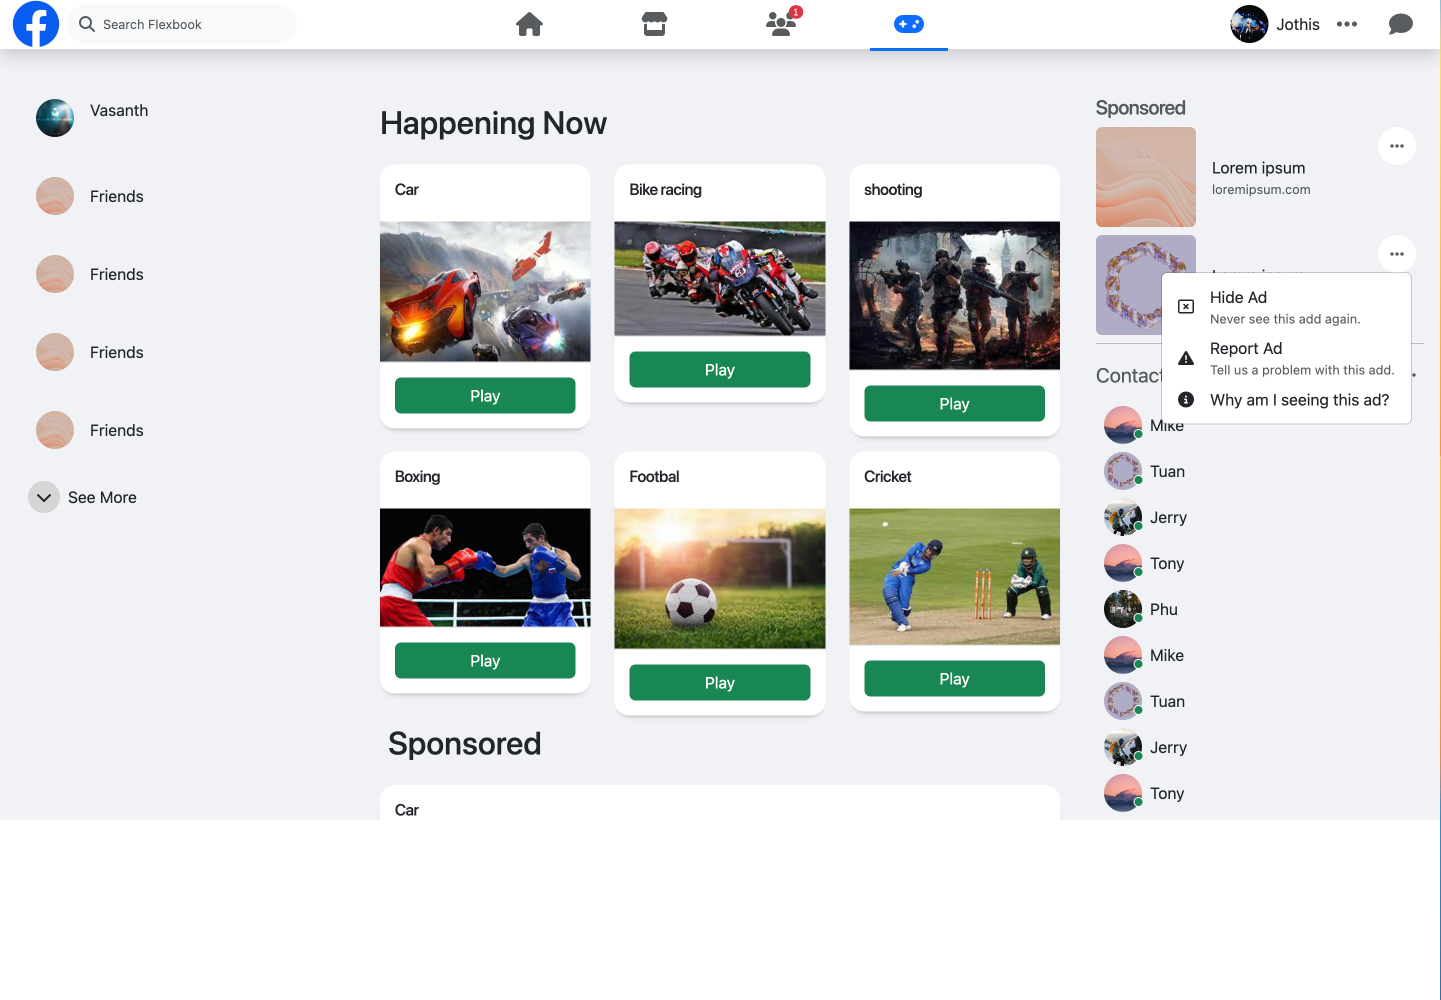 Search Flexbook
1
Jothis
Vasanth
Friends
Friends
Friends
Friends
See More
Happening Now
Car
Play
Bike racing
Play
shooting
Play
Boxing
Play
Footbal
Play
Cricket
Play
Sponsored
Car
Sponsored
Lorem ipsum
loremipsum.com
Hide Ad
Never see this add again.
Report Ad
Tell us a problem with this add.
Why am I seeing this ad?
Contac
Mike
Tuan
Jerry
Tony
Phu
Mike
Tuan
Jerry
Tony